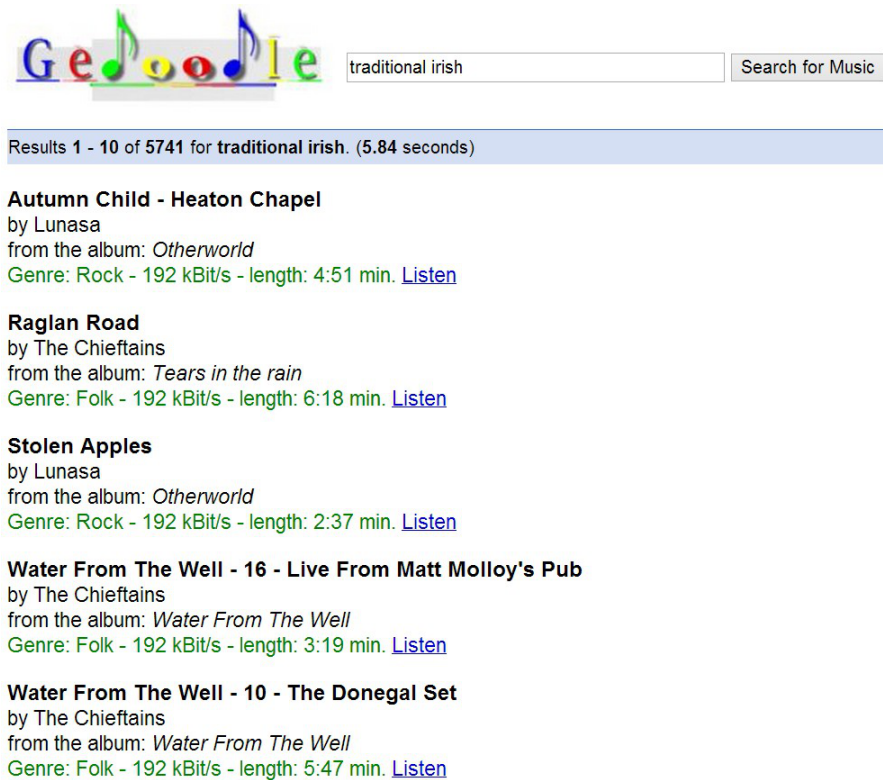 Gedoodle
traditional irish
Search for Music
Results 1 - 10 of 5741 for traditional irish. (5.84 seconds)
Autumn Child - Heaton Chapel
by Lunasa
from the album: Otherworld
Genre: Rock - 192 kBit/s - length: 4:51 min. Listen
Raglan Road
by The Chieftains
from the album: Tears in the rain
Genre: Folk - 192 kBit/s - length: 6:18 min. Listen
Stolen Apples
by Lunasa
from the album: Otherworld
Genre: Rock - 192 kBit/s - length: 2:37 min. Listen
Water From The Well - 16 - Live From Matt Molloy's Pub
by The Chieftains
from the album: Water From The Well
Genre: Folk - 192 kBit/s - length: 3:19 min. Listen
Water From The Well - 10 - The Donegal Set
by The Chieftains
from the album: Water From The Well
Genre: Folk - 192 kBit/s - length: 5:47 min. Listen